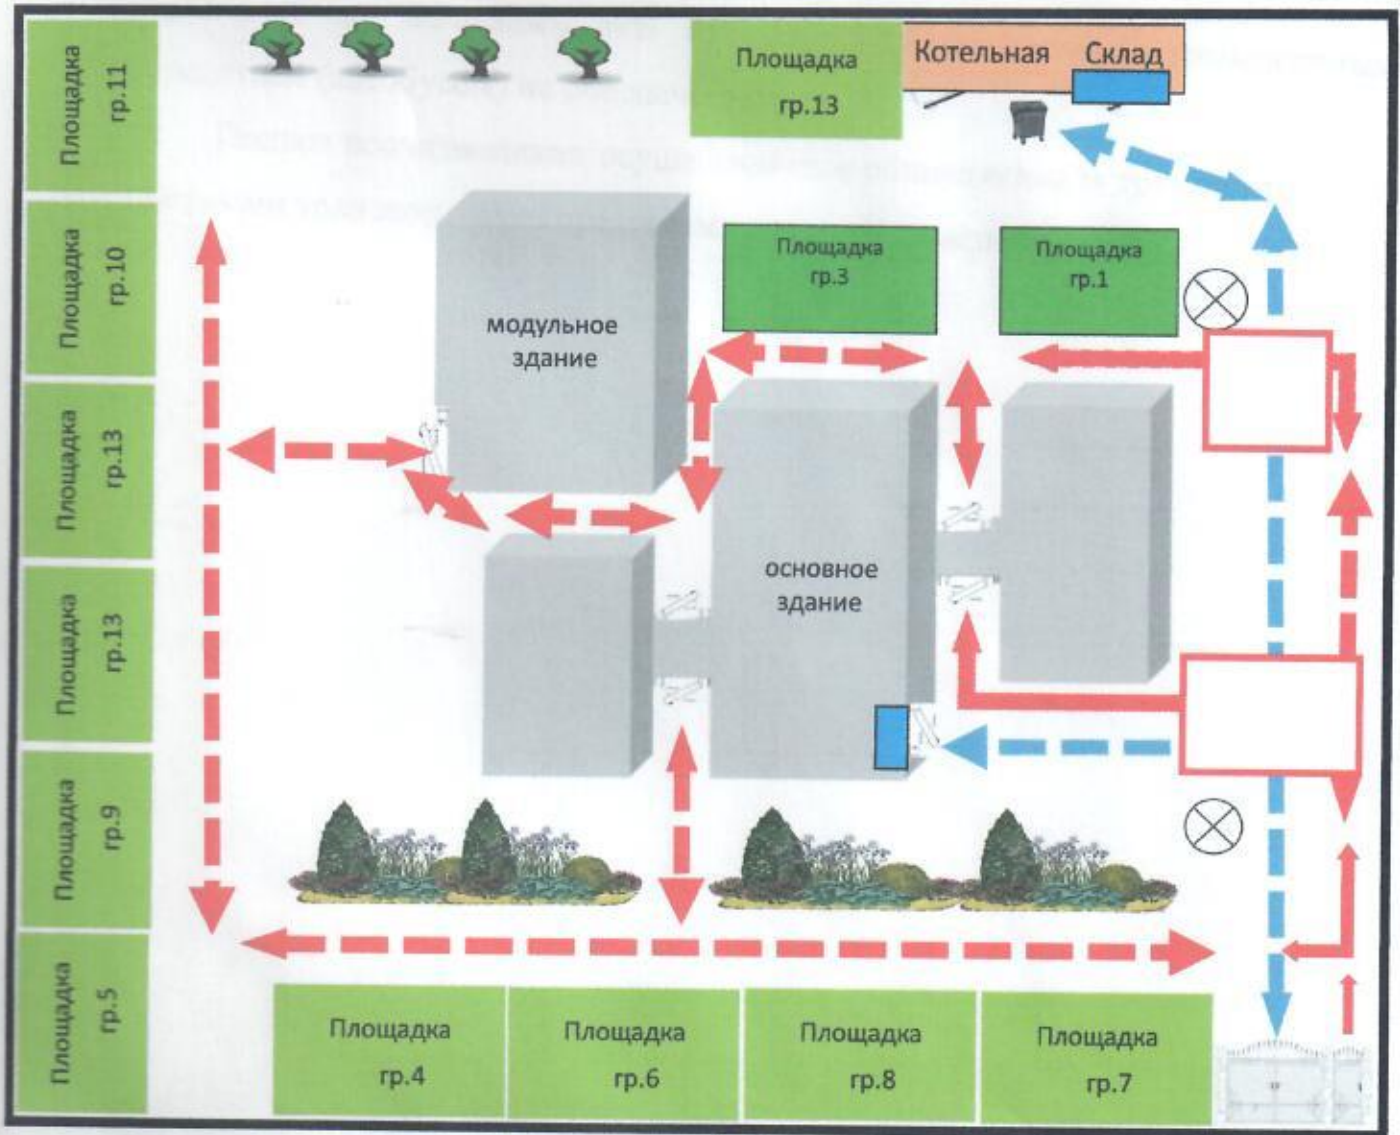 Площадка
гр.11
Площадка
гр.13
Котельная
Склад
Площадка
гр.10
Площадка
гр.3
Площадка
гр.1
модульное
здание
Площадка
гр.13
основное
здание
Площадка
гр.13
Площадка
гр.9
Площадка
гр.5
Площадка
гр.4
Площадка
гр.6
Площадка
гр.8
Площадка
гр.7